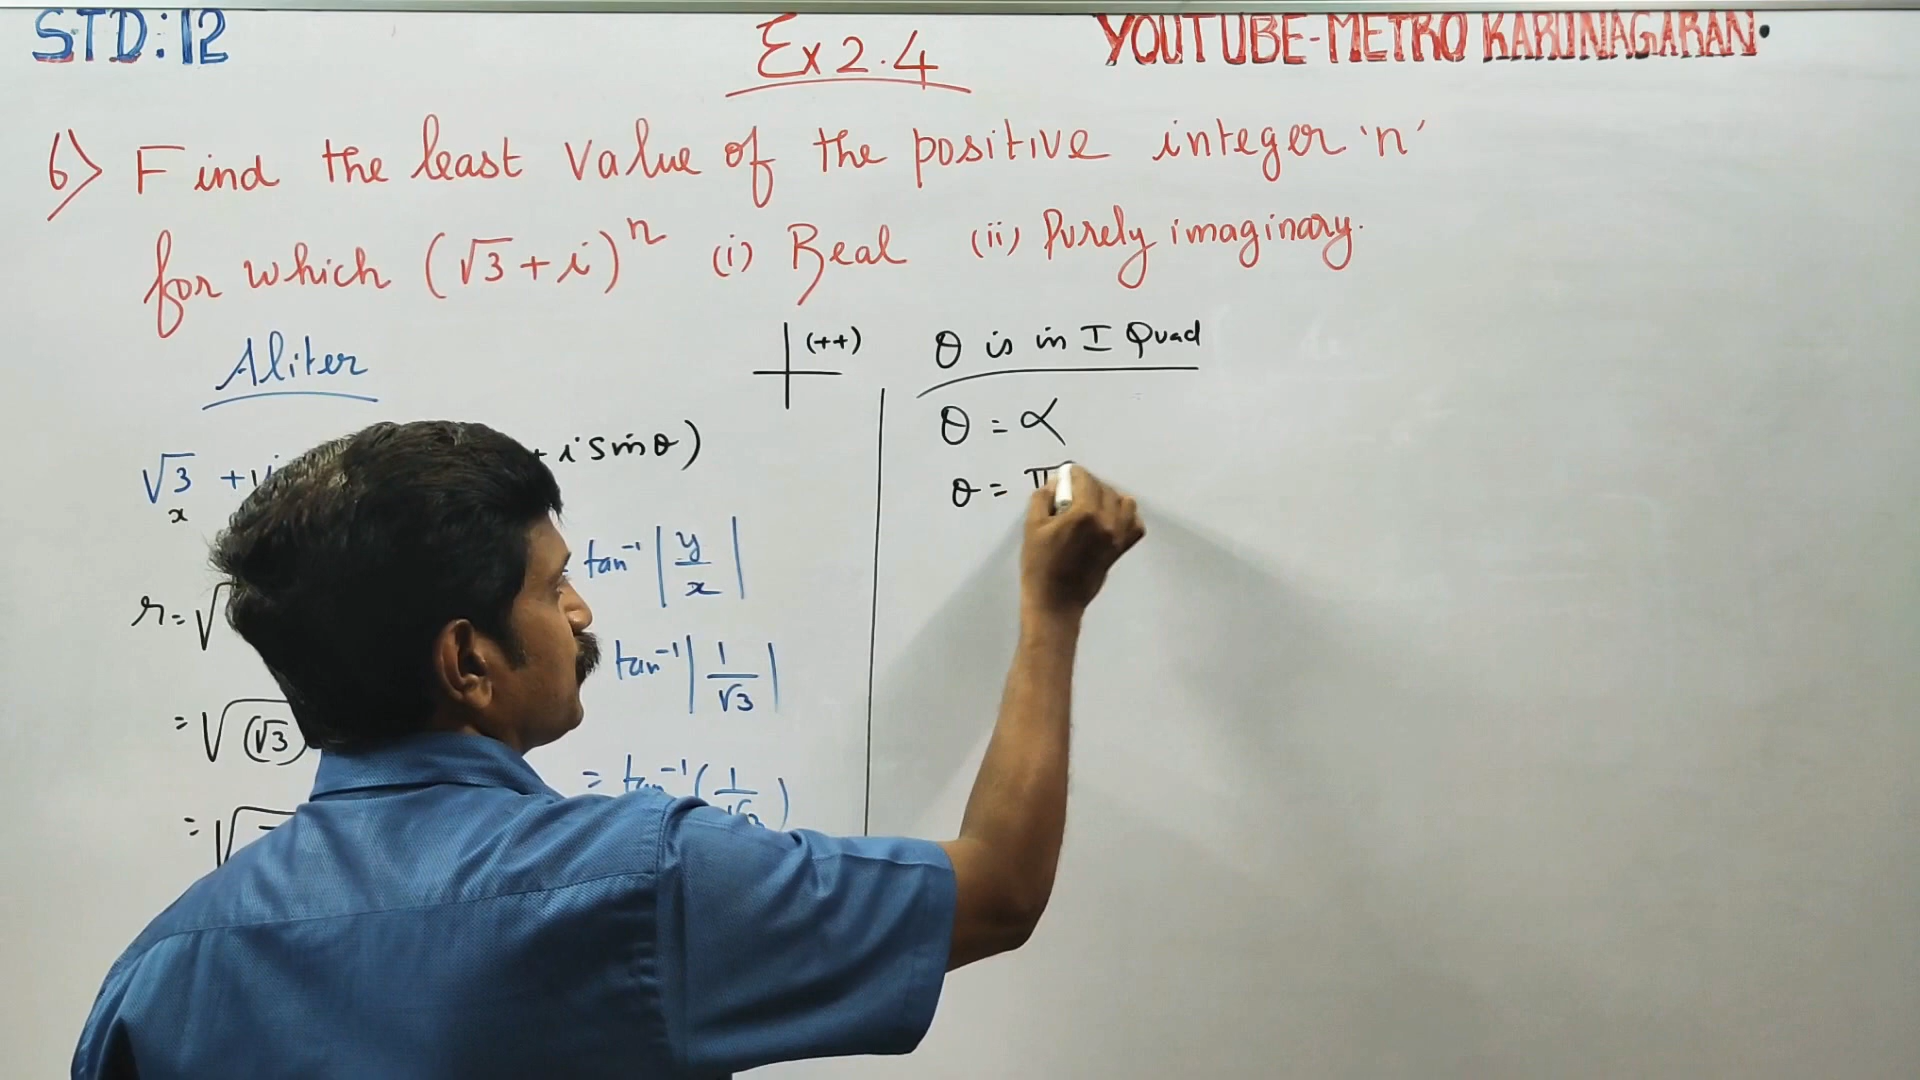 STD:12
Ex 2.4
YOUTUBE-METRO KARUNAGARAN.
6) Find the least value of the positive integer 'n'
for which (√3+i)ⁿ (i) Real (ii) Purely imaginary.
Aliter
√3 +
x
+ i sinθ)
r=√
=√(√3)
=√
tan⁻¹|y/x|
tan⁻¹|1/√3|
= tan⁻¹(1/√3)
(++)
θ is in I Quad
θ = α
θ = π